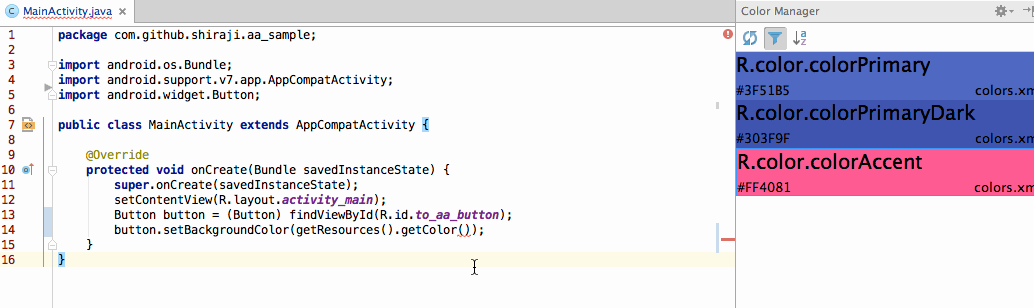 MainActivity.java
Color Manager
1 package com.github.shiraji.aa_sample;
2
3 import android.os.Bundle;
4 import android.support.v7.app.AppCompatActivity;
5 import android.widget.Button;
6
7 public class MainActivity extends AppCompatActivity {
8
9 @Override
10 protected void onCreate(Bundle savedInstanceState) {
11 super.onCreate(savedInstanceState);
12 setContentView(R.layout.activity_main);
13 Button button = (Button) findViewById(R.id.to_aa_button);
14 button.setBackgroundColor(getResources().getColor());
15 }
16 }
R.color.colorPrimary
#3F51B5 colors.xm
R.color.colorPrimaryDark
#303F9F colors.xm
R.color.colorAccent
#FF4081 colors.xm